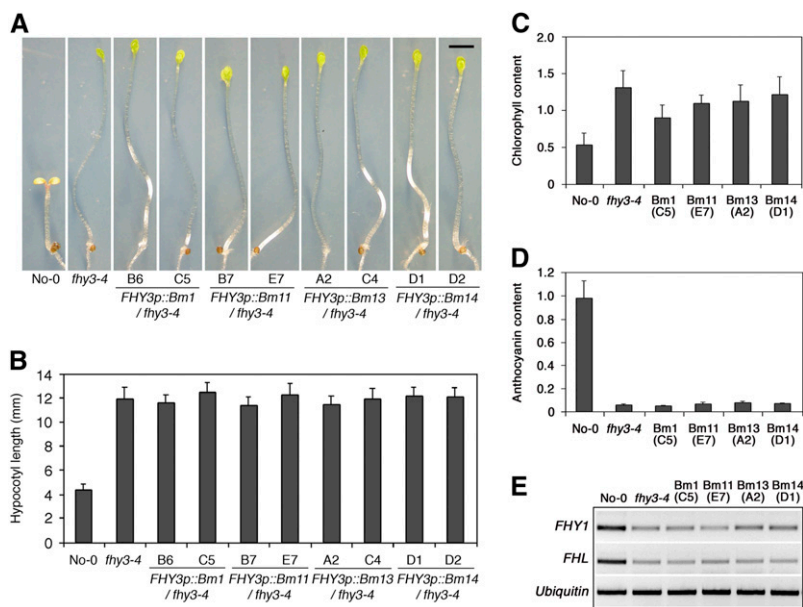 A
No-0 fhy3-4 B6 C5 B7 E7 A2 C4 D1 D2
FHY3p::Bm1 FHY3p::Bm11 FHY3p::Bm13 FHY3p::Bm14
/ fhy3-4 / fhy3-4 / fhy3-4 / fhy3-4
B
Hypocotyl length (mm)
14
12
10
8
6
4
2
0
No-0 fhy3-4 B6 C5 B7 E7 A2 C4 D1 D2
FHY3p::Bm1 FHY3p::Bm11 FHY3p::Bm13 FHY3p::Bm14
/ fhy3-4 / fhy3-4 / fhy3-4 / fhy3-4
C
Chlorophyll content
2.0
1.5
1.0
0.5
0
No-0 fhy3-4 Bm1 Bm11 Bm13 Bm14
(C5) (E7) (A2) (D1)
D
Anthocyanin content
1.2
1.0
0.8
0.6
0.4
0.2
0
No-0 fhy3-4 Bm1 Bm11 Bm13 Bm14
(C5) (E7) (A2) (D1)
E
No-0 fhy3-4 Bm1 Bm11 Bm13 Bm14
(C5) (E7) (A2) (D1)
FHY1
FHL
Ubiquitin